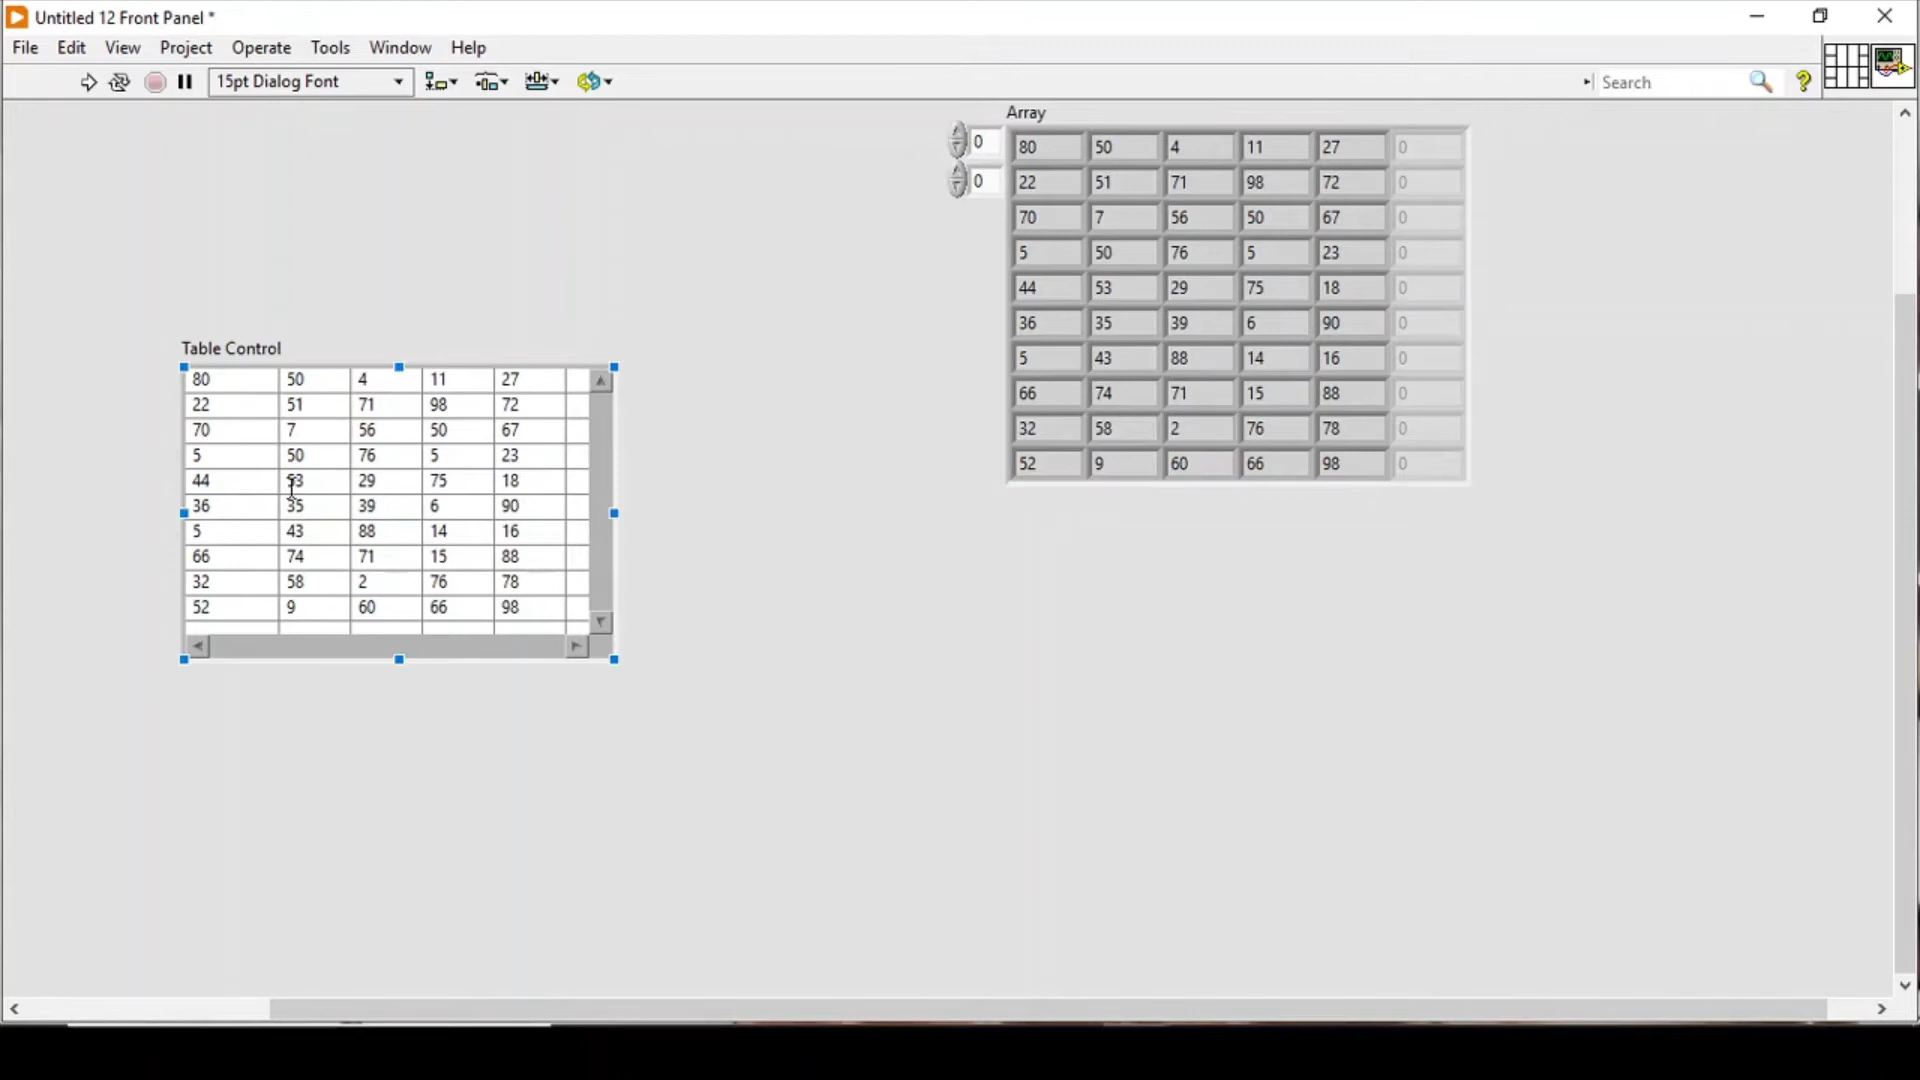 Untitled 12 Front Panel *
File Edit View Project Operate Tools Window Help
15pt Dialog Font Search
Array
0 80 50 4 11 27 0
0 22 51 71 98 72 0
70 7 56 50 67 0
5 50 76 5 23 0
44 53 29 75 18 0
36 35 39 6 90 0
5 43 88 14 16 0
66 74 71 15 88 0
32 58 2 76 78 0
52 9 60 66 98 0
Table Control
80 50 4 11 27
22 51 71 98 72
70 7 56 50 67
5 50 76 5 23
44 53 29 75 18
36 35 39 6 90
5 43 88 14 16
66 74 71 15 88
32 58 2 76 78
52 9 60 66 98